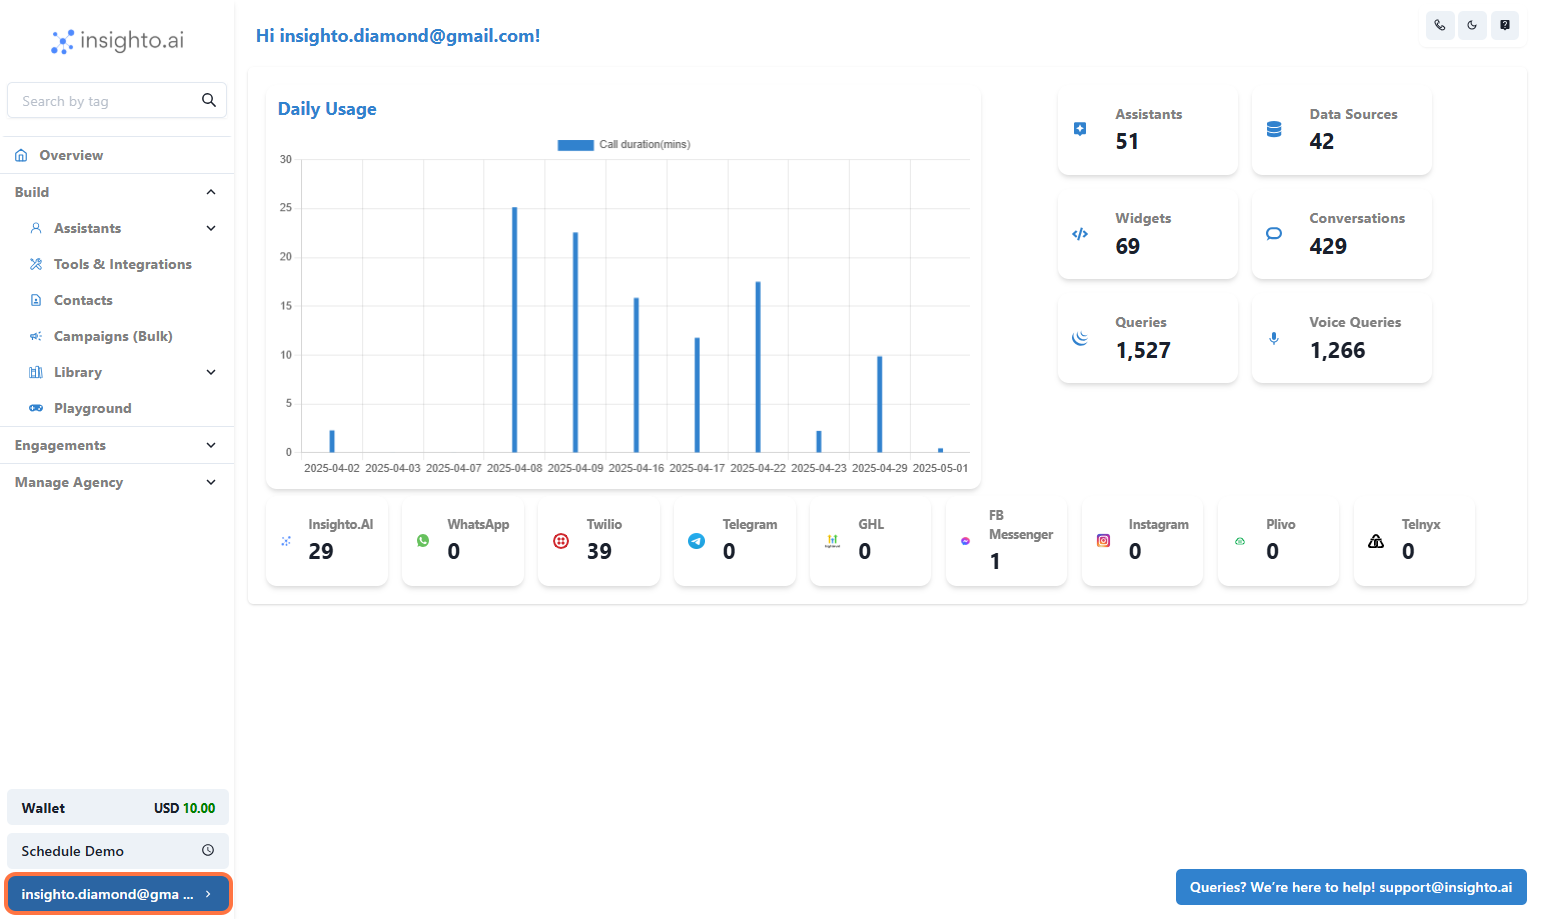 insighto.ai
Search by tag
Overview
Build
Assistants
Tools & Integrations
Contacts
Campaigns (Bulk)
Library
Playground
Engagements
Manage Agency
Wallet USD 10.00
Schedule Demo
insighto.diamond@gma ...
Hi insighto.diamond@gmail.com!
Daily Usage
Call duration(mins)
30
25
20
15
10
5
0
2025-04-02 2025-04-03 2025-04-07 2025-04-08 2025-04-09 2025-04-16 2025-04-17 2025-04-22 2025-04-23 2025-04-29 2025-05-01
Assistants
51
Data Sources
42
Widgets
69
Conversations
429
Queries
1,527
Voice Queries
1,266
Insighto.AI
29
WhatsApp
0
Twilio
39
Telegram
0
GHL
0
FB
Messenger
1
Instagram
0
Plivo
0
Telnyx
0
Queries? We're here to help! support@insighto.ai